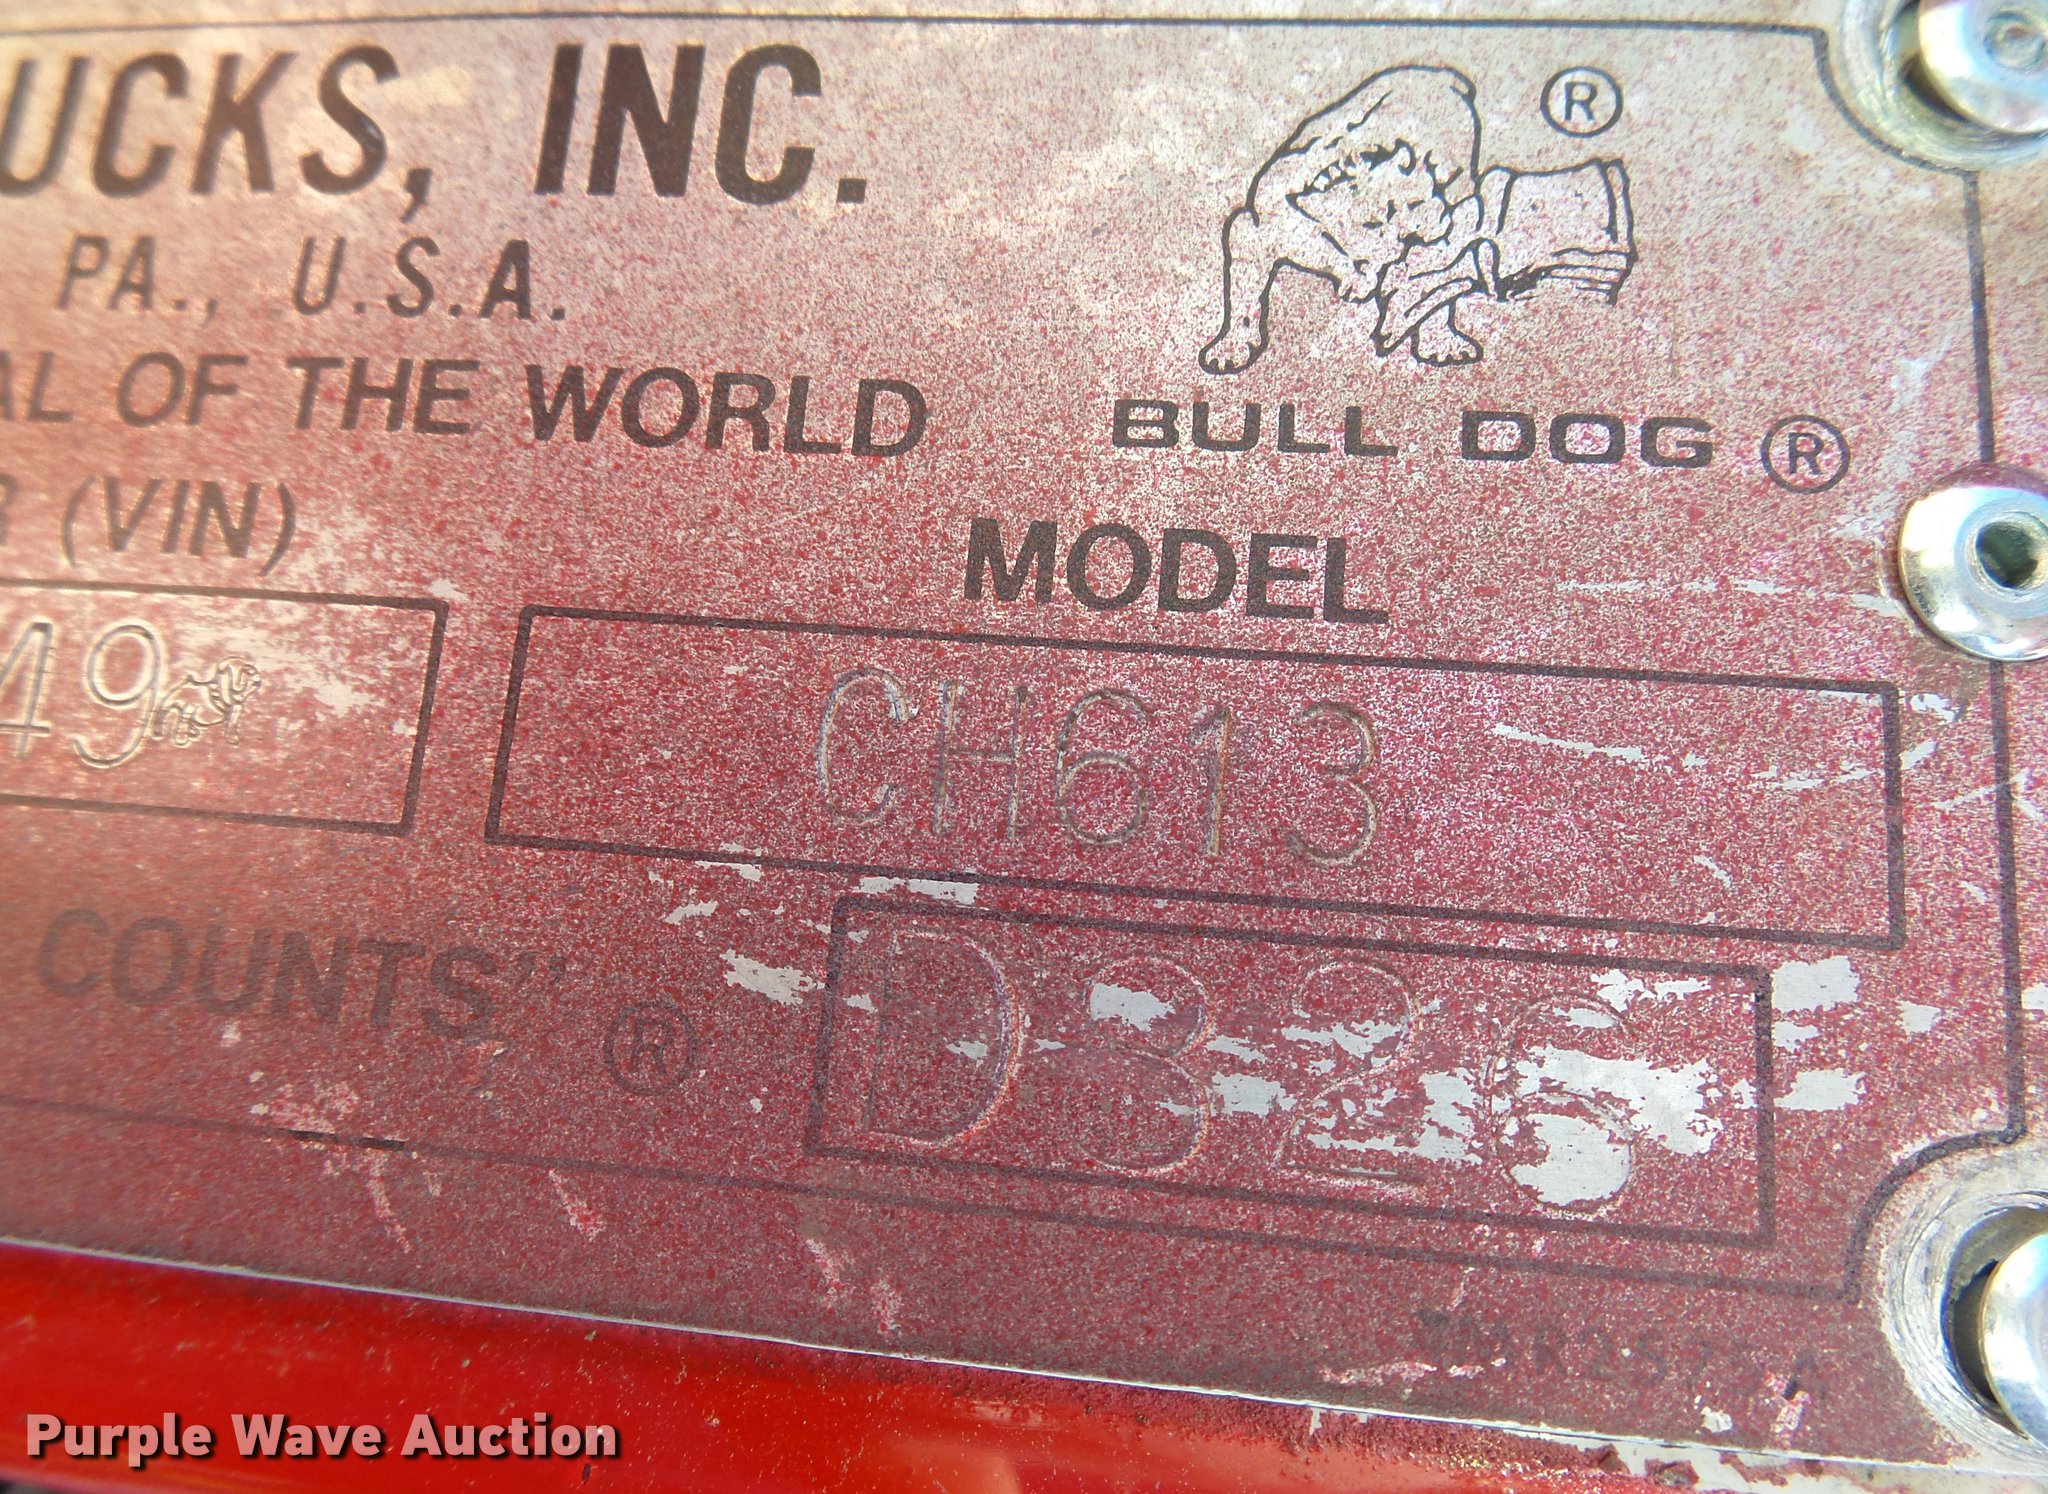 UCKS, INC. ®
PA., U.S.A.
AL OF THE WORLD BULL DOG ®
(VIN) MODEL
49 CH613
COUNTS" ® D326
Purple Wave Auction